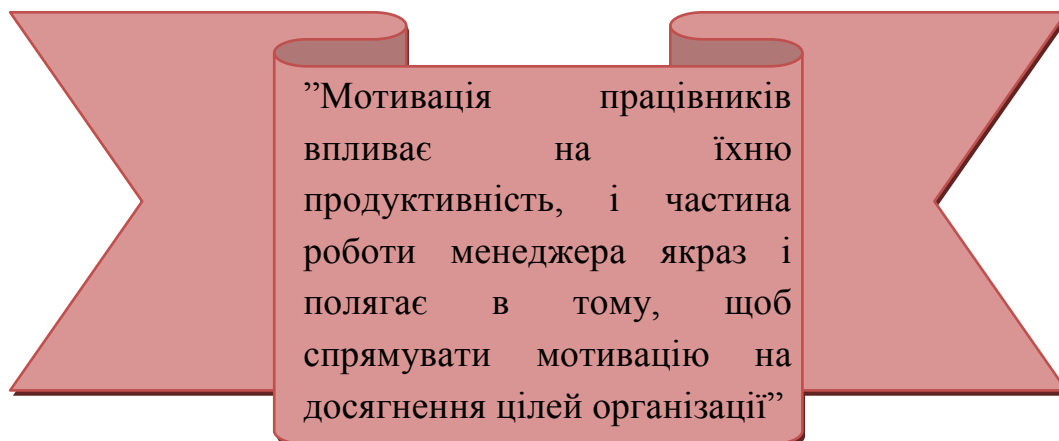 ”Мотивація працівників
впливає на їхню
продуктивність, і частина
роботи менеджера якраз і
полягає в тому, щоб
спрямувати мотивацію на
досягнення цілей організації”